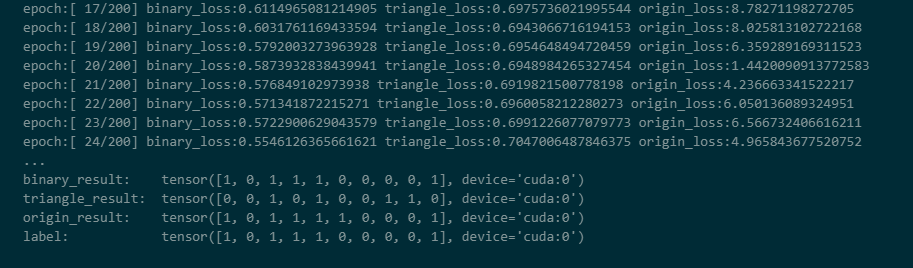 epoch:[ 17/200] binary_loss:0.6114965081214905 triangle_loss:0.6975736021995544 origin_loss:8.78271198272705
epoch:[ 18/200] binary_loss:0.6031761169433594 triangle_loss:0.6943066716194153 origin_loss:8.025813102722168
epoch:[ 19/200] binary_loss:0.5792003273963928 triangle_loss:0.6954648494720459 origin_loss:6.359289169311523
epoch:[ 20/200] binary_loss:0.5873932838439941 triangle_loss:0.6948984265327454 origin_loss:1.4420090913772583
epoch:[ 21/200] binary_loss:0.576849102973938 triangle_loss:0.6919821500778198 origin_loss:4.236663341522217
epoch:[ 22/200] binary_loss:0.571341872215271 triangle_loss:0.6960058212280273 origin_loss:6.050136089324951
epoch:[ 23/200] binary_loss:0.5722900629043579 triangle_loss:0.6991226077079773 origin_loss:6.566732406616211
epoch:[ 24/200] binary_loss:0.5546126365661621 triangle_loss:0.7047006487846375 origin_loss:4.965843677520752
...
binary_result:    tensor([1, 0, 1, 1, 1, 0, 0, 0, 0, 1], device='cuda:0')
triangle_result:  tensor([0, 0, 1, 0, 1, 0, 0, 1, 1, 0], device='cuda:0')
origin_result:    tensor([1, 0, 1, 1, 1, 1, 0, 0, 0, 1], device='cuda:0')
label:            tensor([1, 0, 1, 1, 1, 0, 0, 0, 0, 1], device='cuda:0')